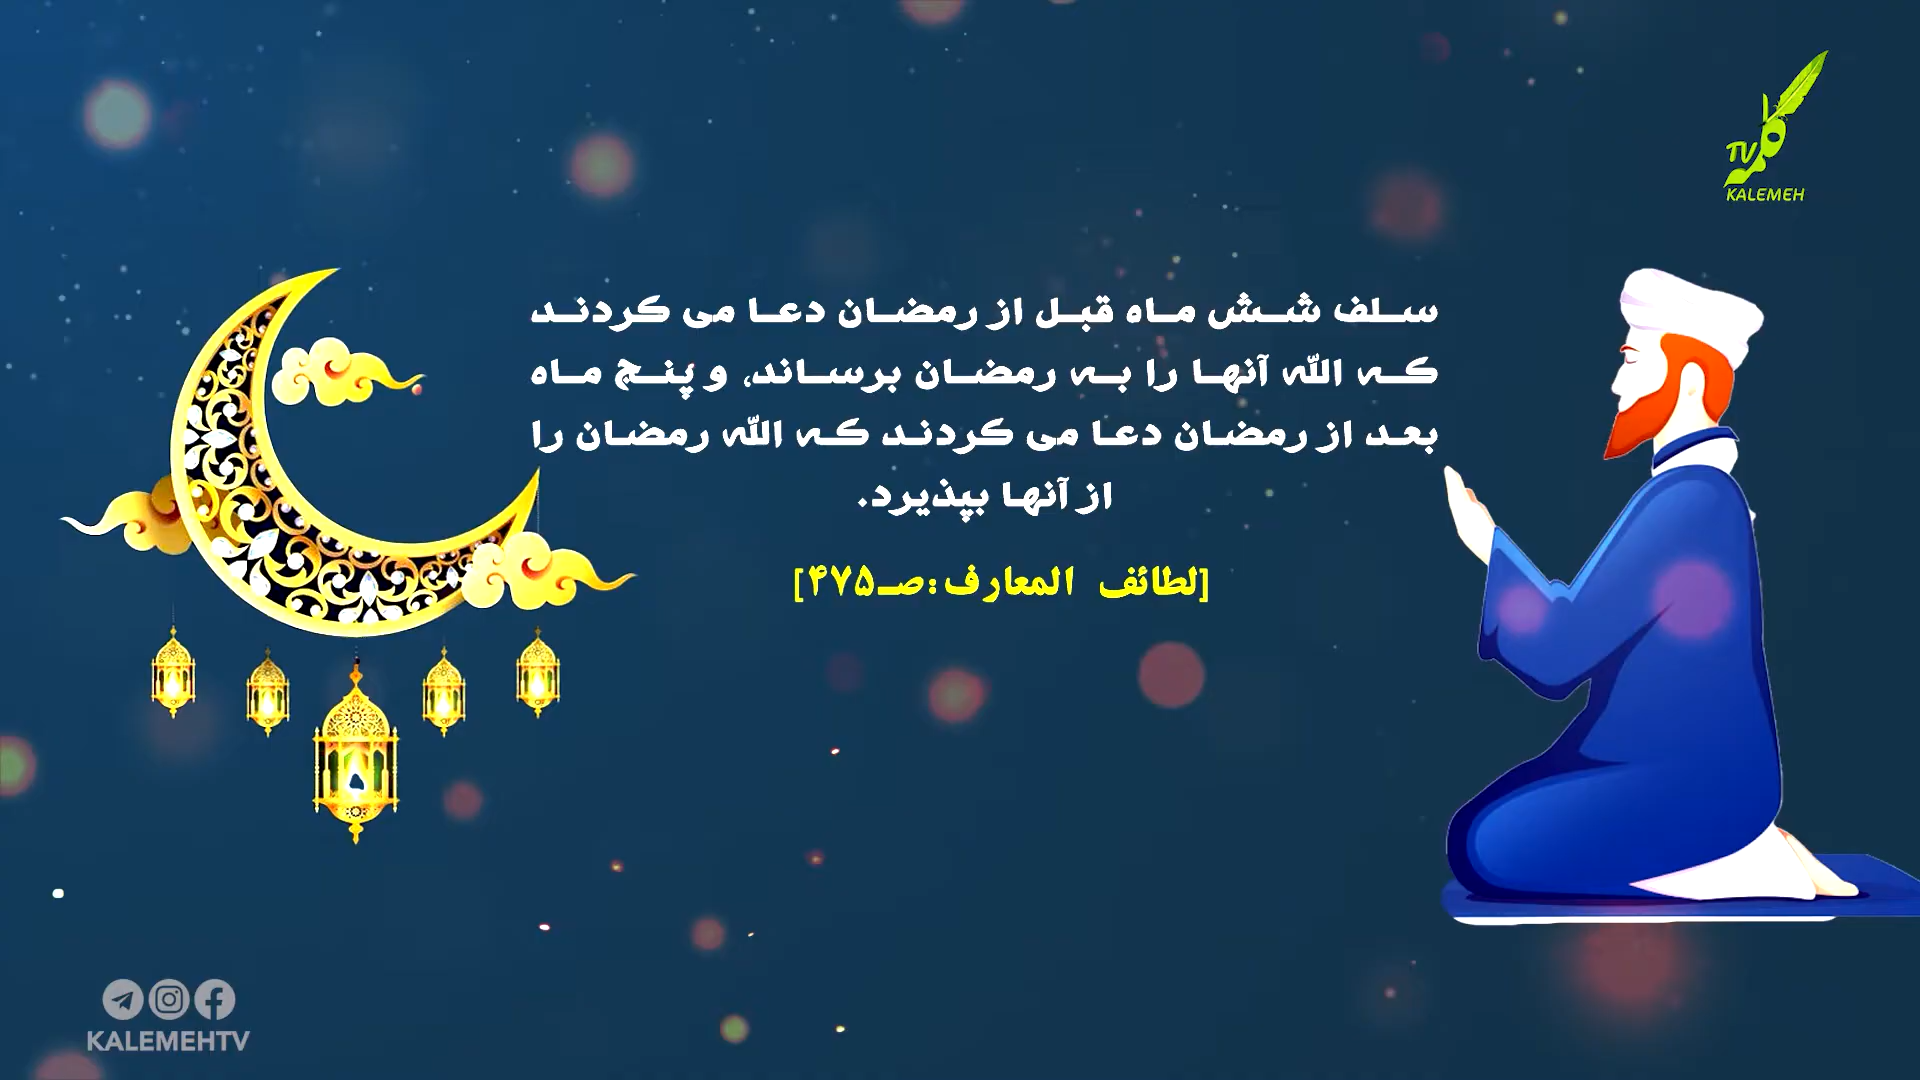 TV
KALEMEH
سلف شش ماه قبل از رمضان دعا می کردند
که الله آنها را به رمضان برساند، و پنج ماه
بعد از رمضان دعا می کردند که الله رمضان را
از آنها بپذیرد.
[لطائف المعارف:صـ۴۷۵]
KALEMEHTV